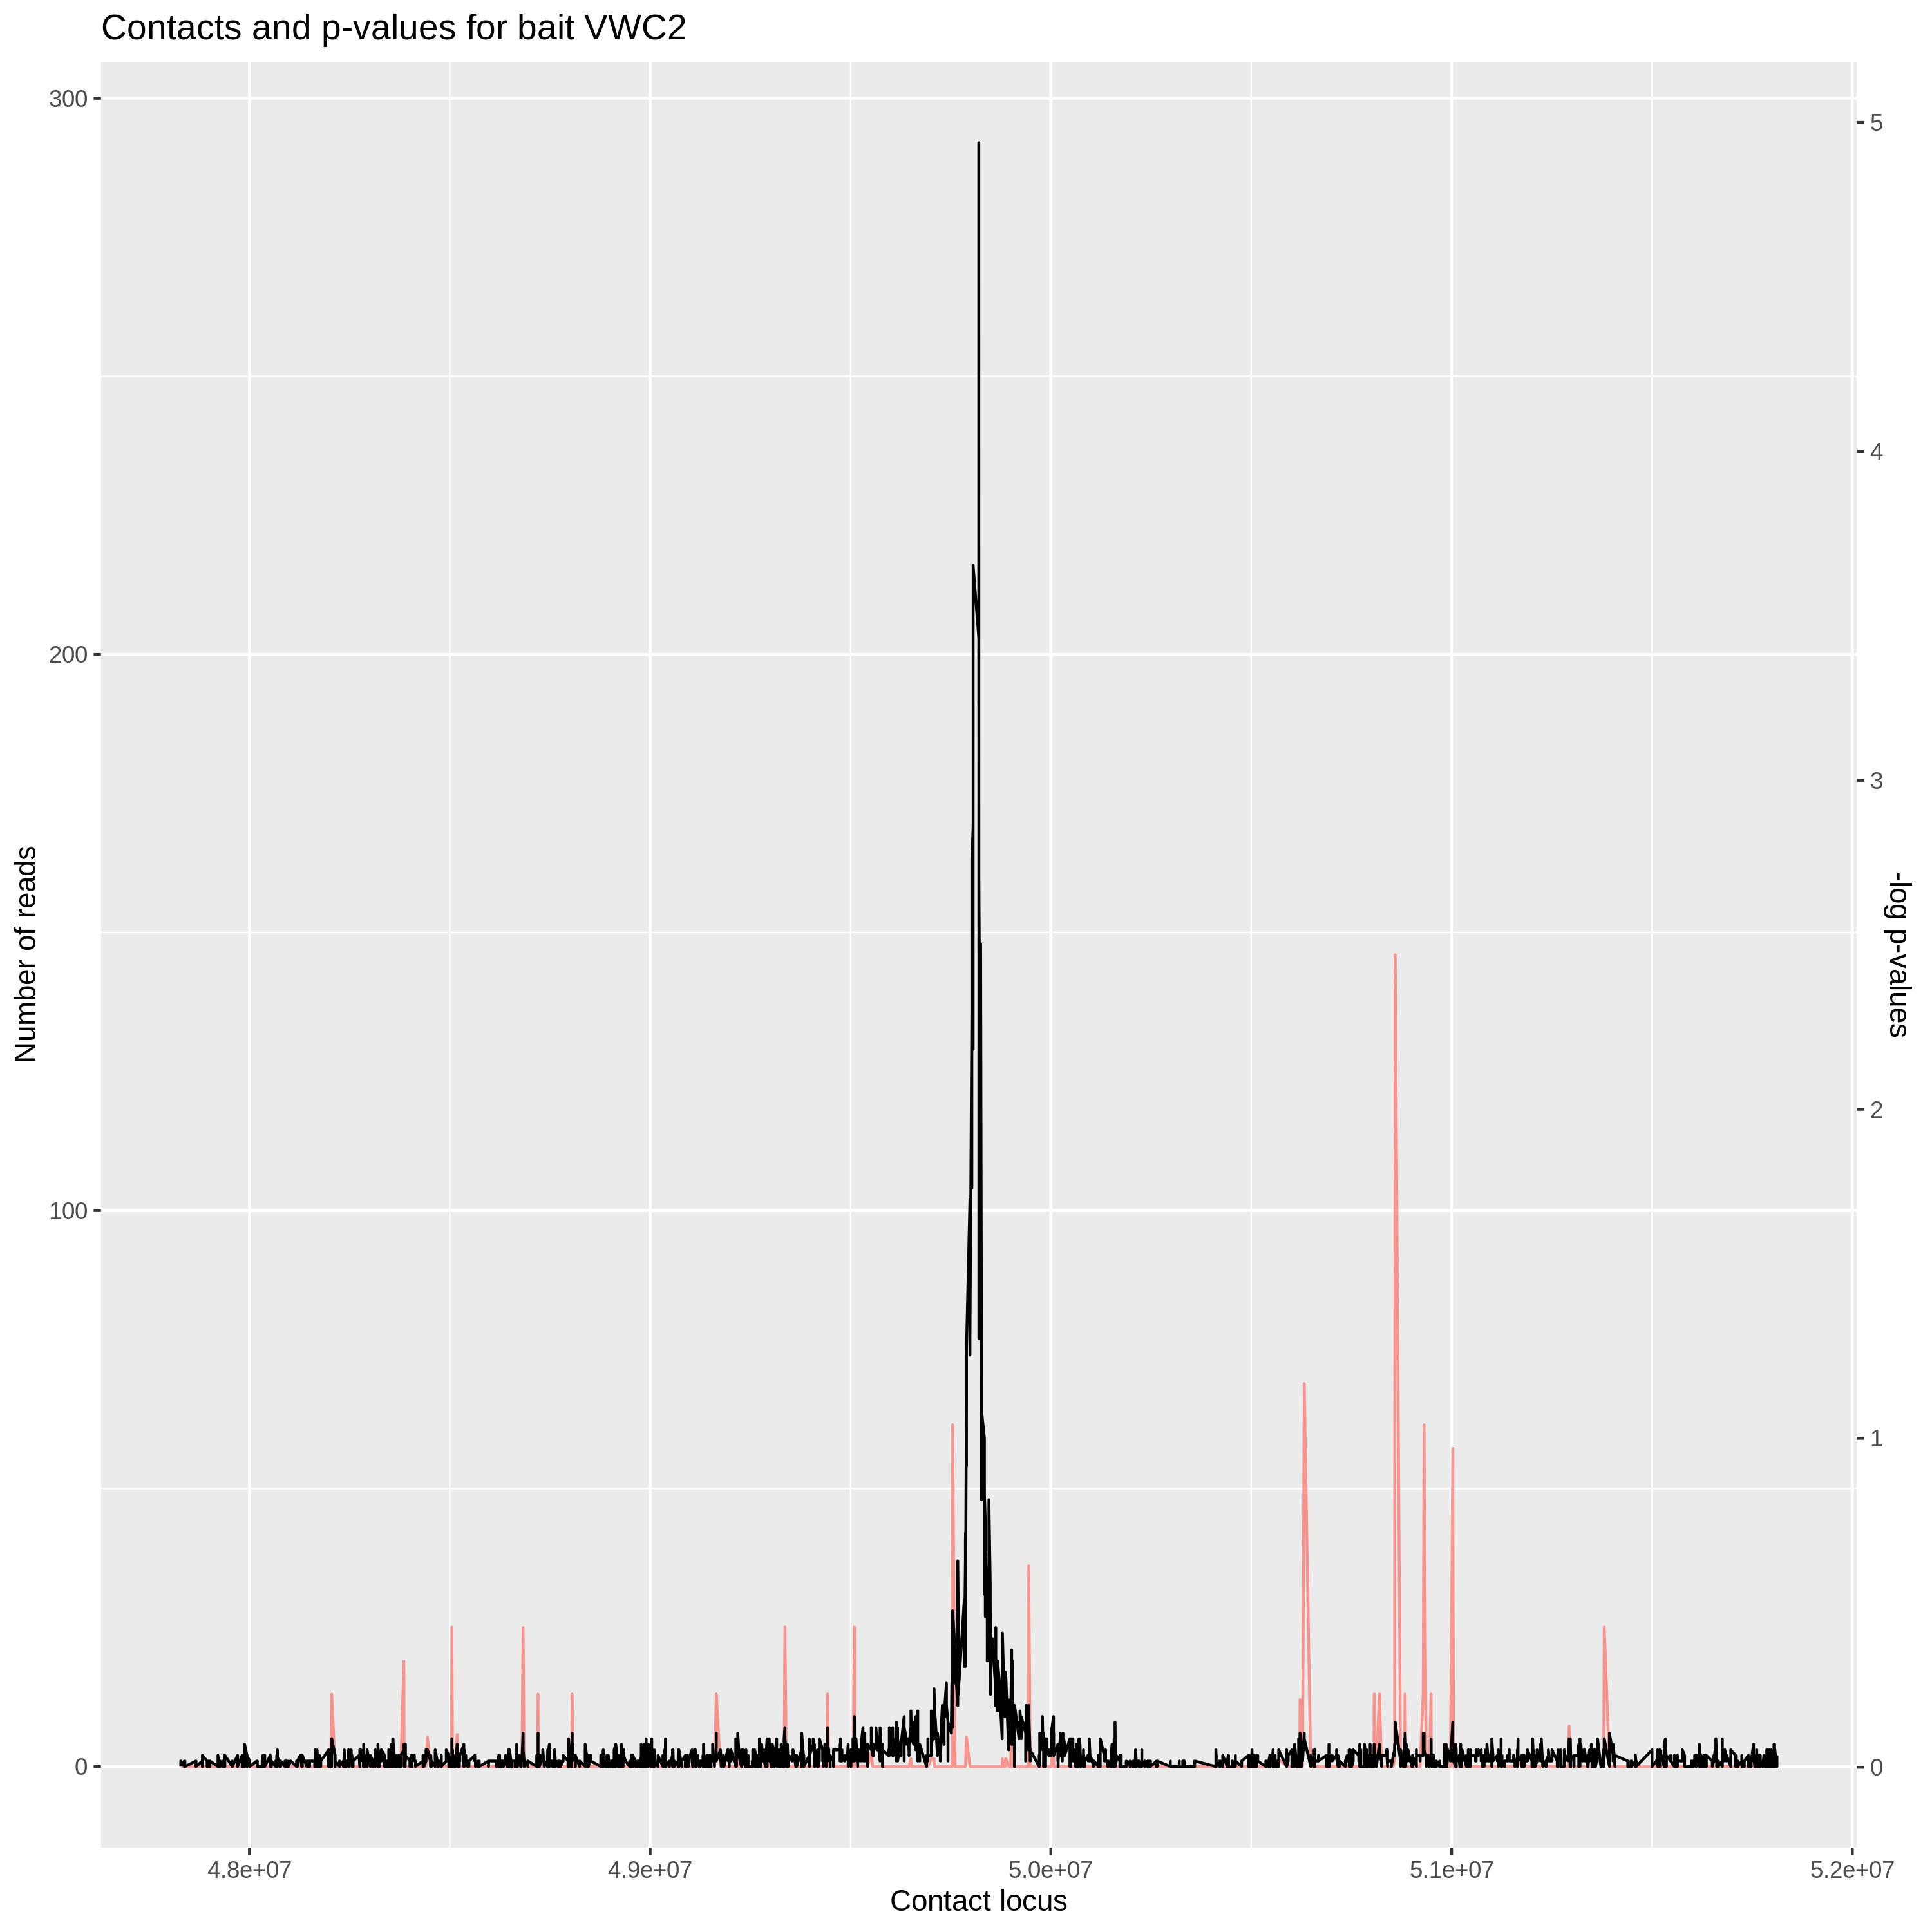 Contacts and p-values for bait VWC2
300
200
100
0
Number of reads
5
4
3
2
1
0
-log p-values
4.8e+07
4.9e+07
5.0e+07
5.1e+07
5.2e+07
Contact locus